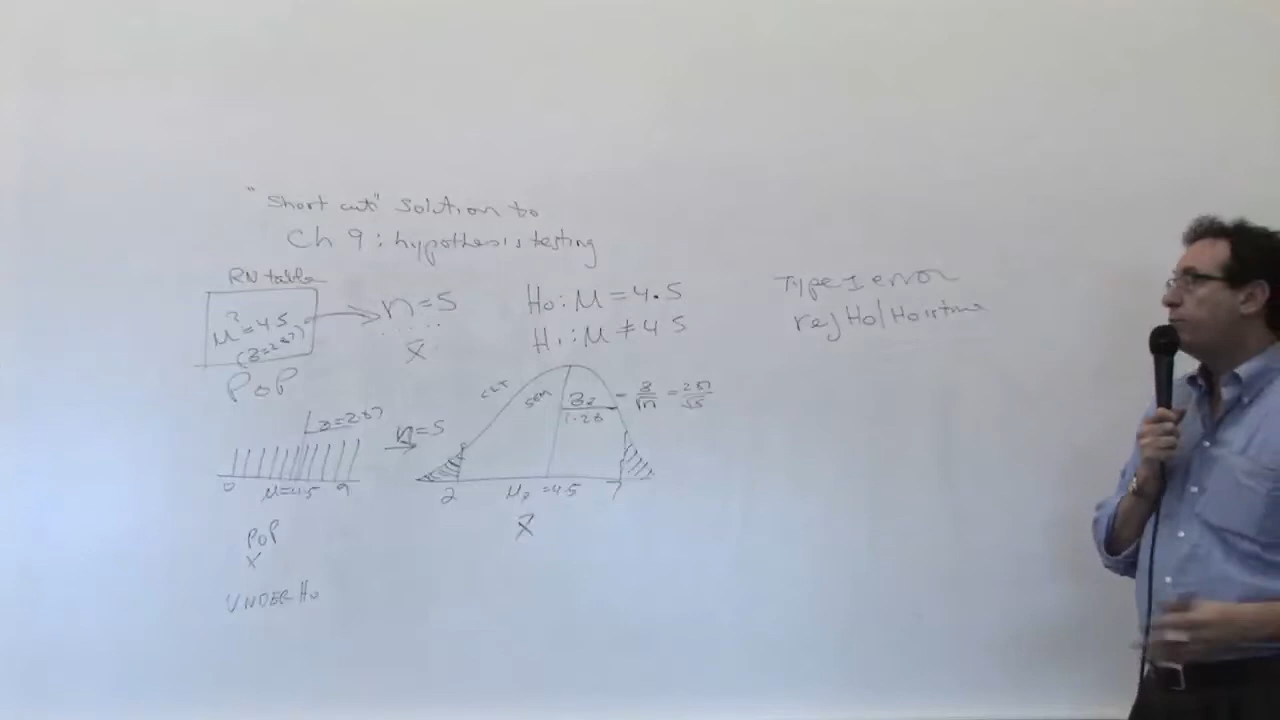 "Short cut" Solution to
Ch 9: hypothesis testing
RN table
μ ?= 4.5
(σ=2.87)
POP
n=5
x̄
Ho: μ = 4.5
H1: μ ≠ 4.5
Type I error
rej Ho/Ho is true
σ=2.87
0 μ=4.5 9
n=5
CLT
SEM
σx̄ = σ/√n = 2.87/√5
1.28
2 μx̄ =4.5 7
x̄
POP
X
UNDER Ho